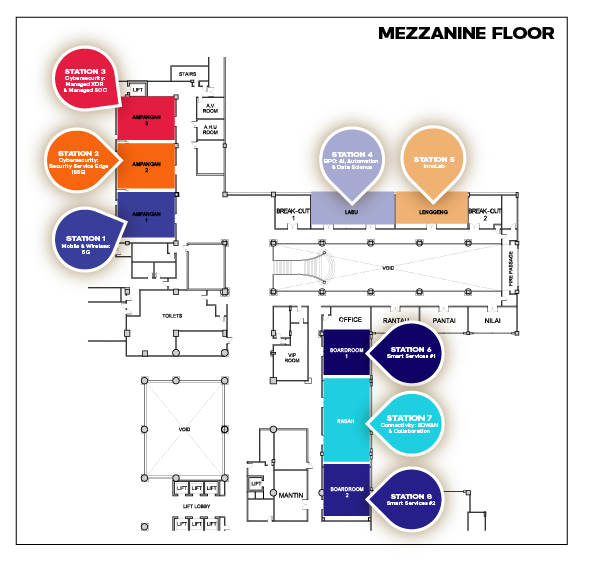 MEZZANINE FLOOR
STAIRS
STATION 3
Cybersecurity:
Managed XDR
& Managed SOC
LIFT
A.V
ROOM
AMPANGAN
3
A.H.U
ROOM
STATION 2
Cybersecurity:
Security Service Edge
(SSE)
AMPANGAN
2
STATION 4
BPO: AI, Automation
& Data Science
STATION 5
InnoLab
AMPANGAN
1
BREAK-OUT
1
LABU
LENGGENG
BREAK-OUT
2
STATION 1
Mobile & Wireless:
5G
VOID
FIRE PASSAGE
TOILETS
OFFICE
RANTAU
PANTAI
NILAI
VIP
ROOM
BOARDROOM
1
STATION 6
Smart Services #1
RASAH
STATION 7
Connectivity: SDWAN
& Collaboration
VOID
LIFT
LIFT
LIFT
LIFT
MANTIN
BOARDROOM
2
STATION 8
Smart Services #2
LIFT LOBBY
LIFT
LIFT
LIFT